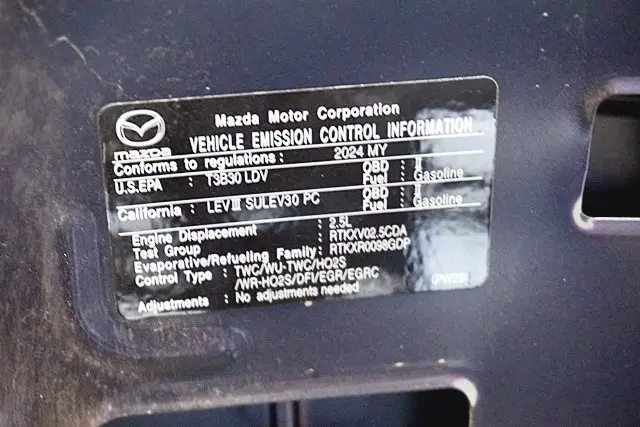 mazda
Mazda Motor Corporation
VEHICLE EMISSION CONTROL INFORMATION
Conforms to regulations : 2024 MY
U.S.EPA : T3B30 LDV OBD : II
Fuel : Gasoline
California : LEVIII SULEV30 PC OBD : II
Fuel : Gasoline
Engine Displacement : 2.5L
Test Group : RTKXV02.5CDA
Evaporative/Refueling Family: RTKXR0098GDP
Control Type : TWC/WU-TWC/HO2S
/WR-HO2S/DFI/EGR/EGRC
Adjustments : No adjustments needed